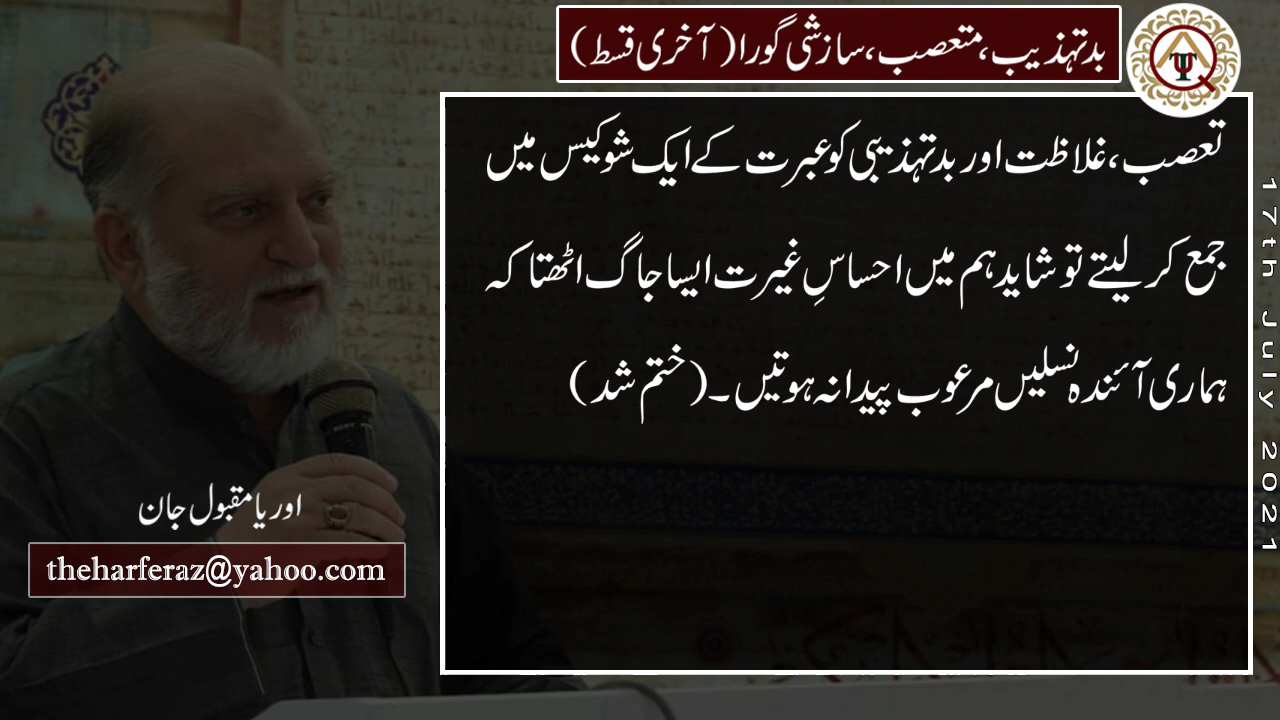 بدتہذیب، متعصب، سازشی گورا (آخری قسط)
تعصب، غلاظت اور بدتہذیبی کو عبرت کے ایک شوکیس میں
جمع کر لیتے تو شاید ہم میں احساسِ غیرت ایسا جاگ اٹھتا کہ
ہماری آئندہ نسلیں مرعوب پیدا نہ ہوتیں۔ (ختم شد)
17th July 2021
اوریا مقبول جان
theharferaz@yahoo.com